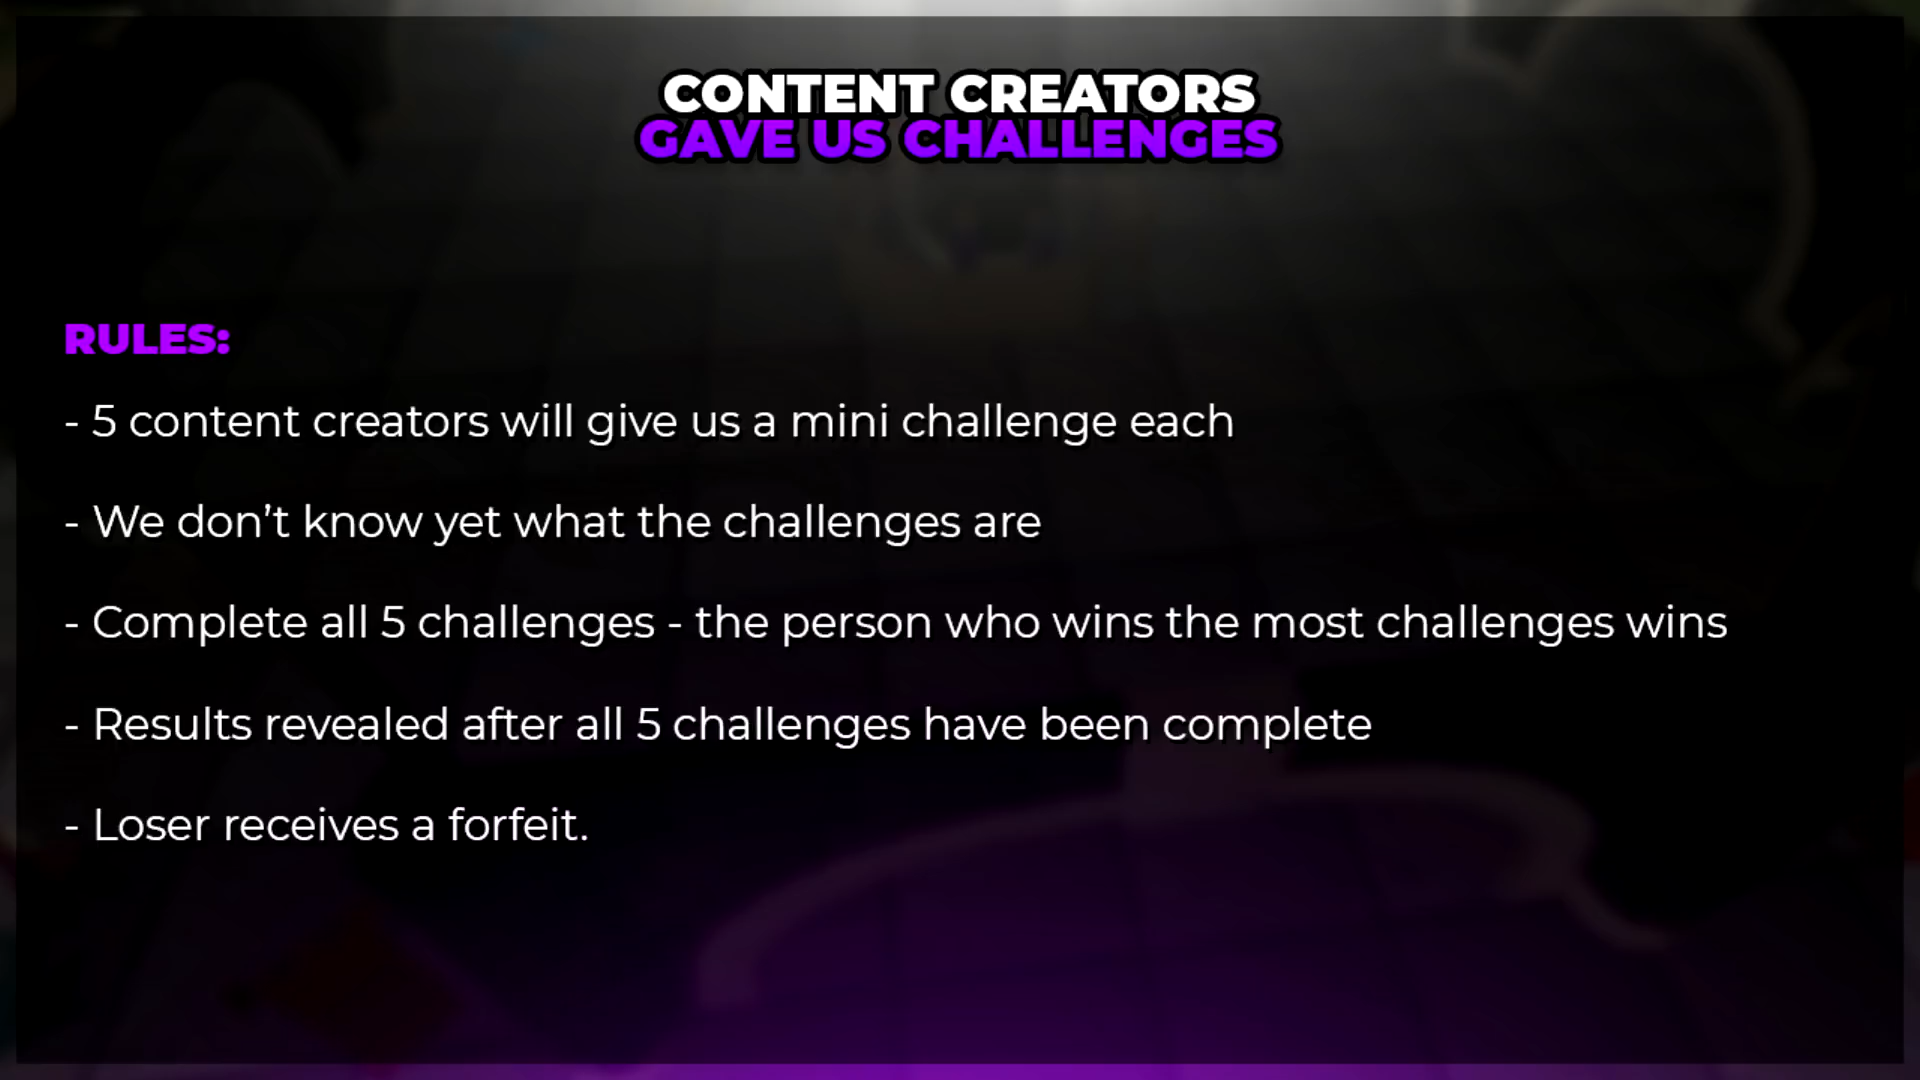 CONTENT CREATORS
GAVE US CHALLENGES
RULES:
- 5 content creators will give us a mini challenge each
- We don’t know yet what the challenges are
- Complete all 5 challenges - the person who wins the most challenges wins
- Results revealed after all 5 challenges have been complete
- Loser receives a forfeit.